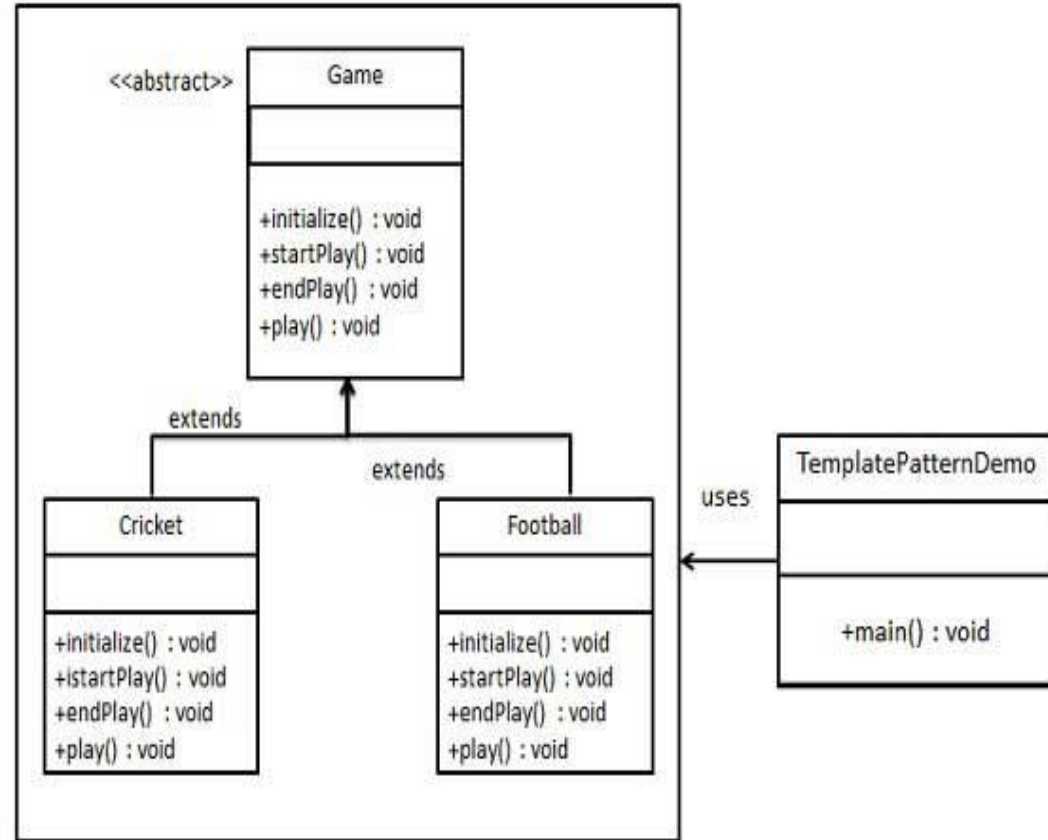 <<abstract>>
Game
+initialize() : void
+startPlay() : void
+endPlay() : void
+play() : void
extends
extends
Cricket
+initialize() : void
+istartPlay() : void
+endPlay() : void
+play() : void
Football
+initialize() : void
+startPlay() : void
+endPlay() : void
+play() : void
uses
TemplatePatternDemo
+main() : void